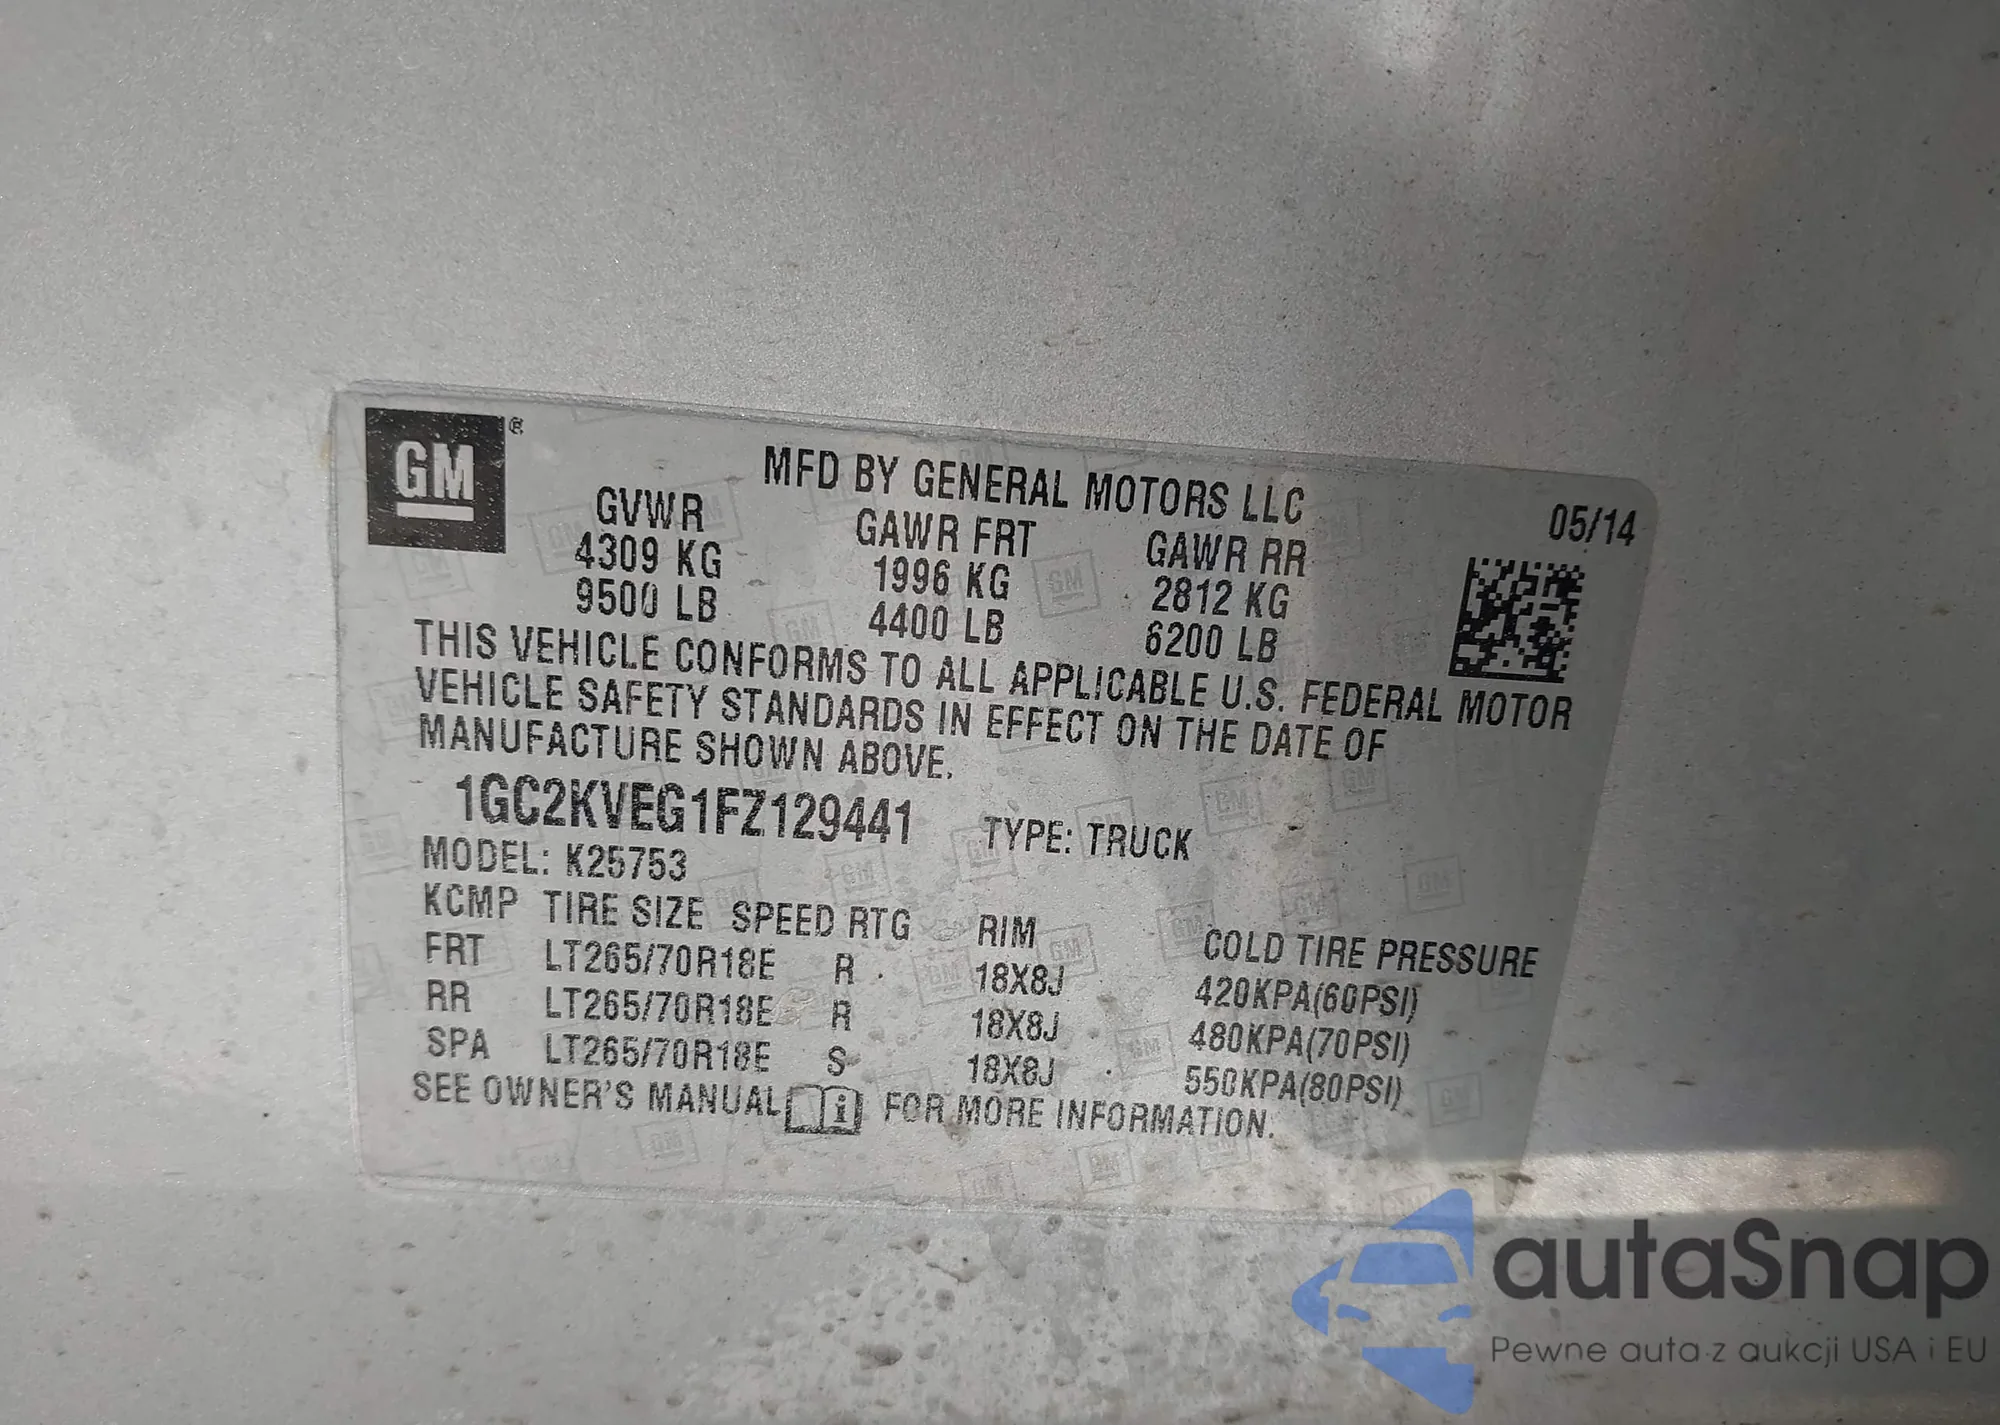 GM®
MFD BY GENERAL MOTORS LLC
05/14
GVWR GAWR FRT GAWR RR
4309 KG 1996 KG 2812 KG
9500 LB 4400 LB 6200 LB
THIS VEHICLE CONFORMS TO ALL APPLICABLE U.S. FEDERAL MOTOR
VEHICLE SAFETY STANDARDS IN EFFECT ON THE DATE OF
MANUFACTURE SHOWN ABOVE.
1GC2KVEG1FZ129441 TYPE: TRUCK
MODEL: K25753
KCMP TIRE SIZE SPEED RTG RIM COLD TIRE PRESSURE
FRT LT265/70R18E R 18X8J 420KPA(60PSI)
RR LT265/70R18E R 18X8J 480KPA(70PSI)
SPA LT265/70R18E S 18X8J 550KPA(80PSI)
SEE OWNER'S MANUAL i FOR MORE INFORMATION.
autaSnap
Pewne auta z aukcji USA i EU